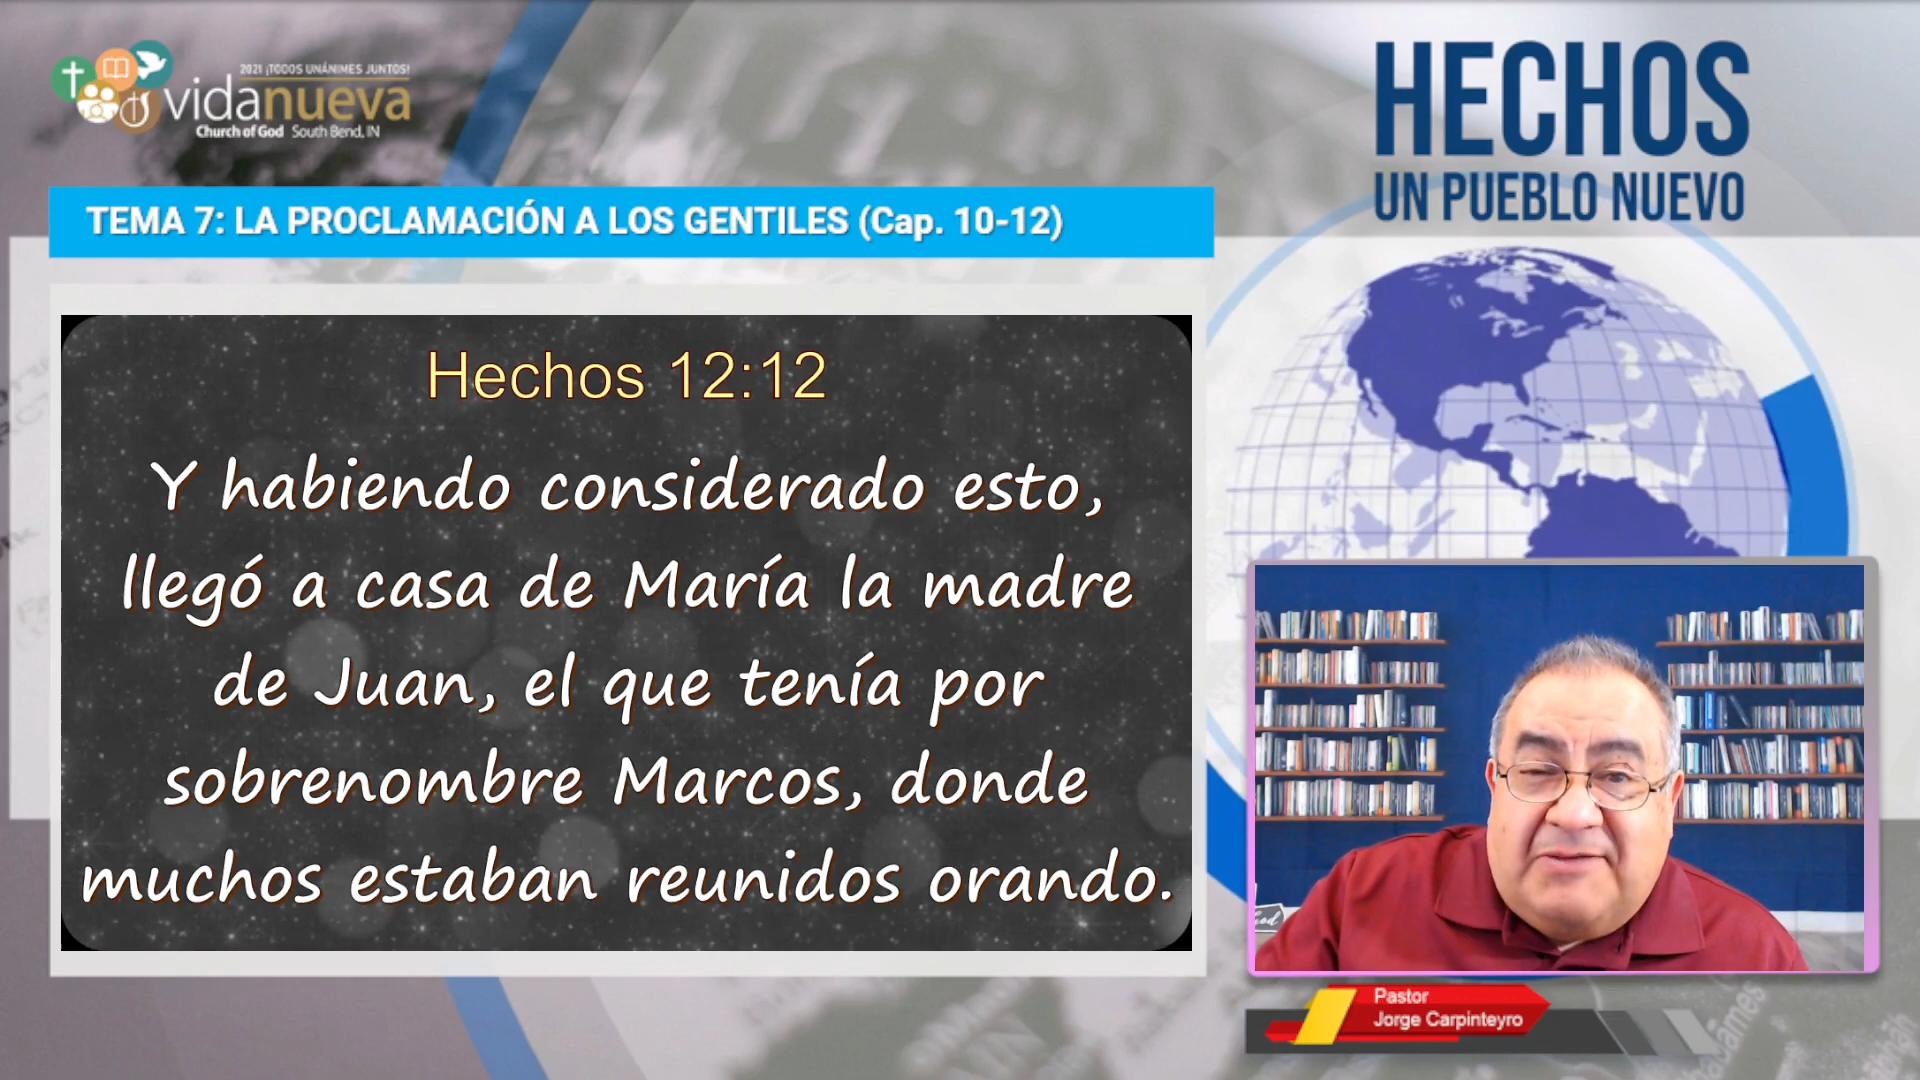 2021 ¡TODOS UNÁNIMES JUNTOS!
vidanueva
Church of God South Bend, IN
HECHOS
UN PUEBLO NUEVO
TEMA 7: LA PROCLAMACIÓN A LOS GENTILES (Cap. 10-12)
Hechos 12:12
Y habiendo considerado esto,
llegó a casa de María la madre
de Juan, el que tenía por
sobrenombre Marcos, donde
muchos estaban reunidos orando.
Pastor
Jorge Carpinteyro